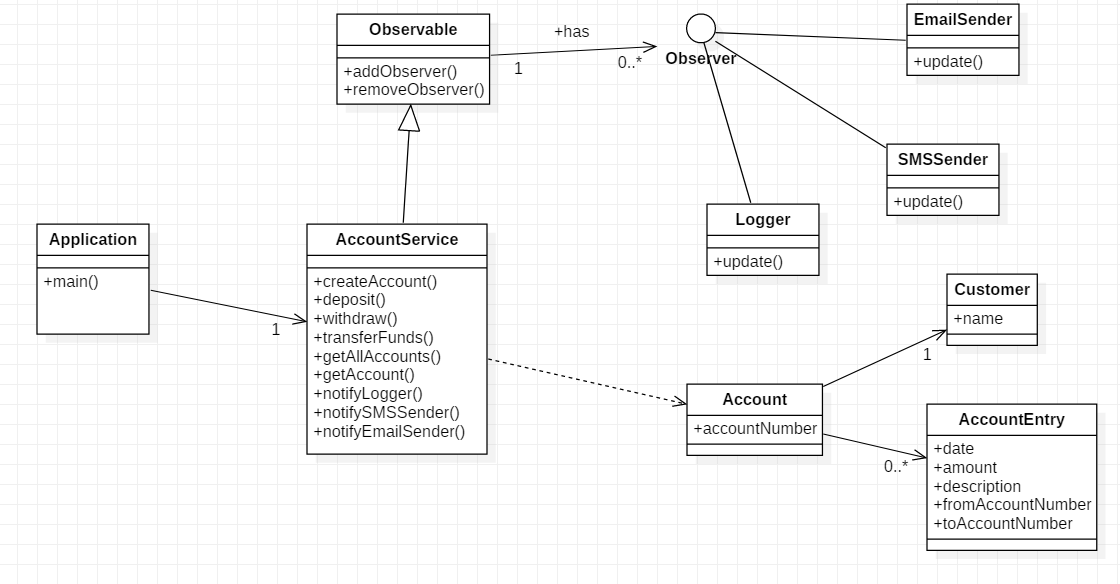 Observable
+addObserver()
+removeObserver()
+has
1
0..*
Observer
EmailSender
+update()
SMSSender
+update()
Logger
+update()
Application
+main()
1
AccountService
+createAccount()
+deposit()
+withdraw()
+transferFunds()
+getAllAccounts()
+getAccount()
+notifyLogger()
+notifySMSSender()
+notifyEmailSender()
Customer
+name
1
Account
+accountNumber
0..*
AccountEntry
+date
+amount
+description
+fromAccountNumber
+toAccountNumber